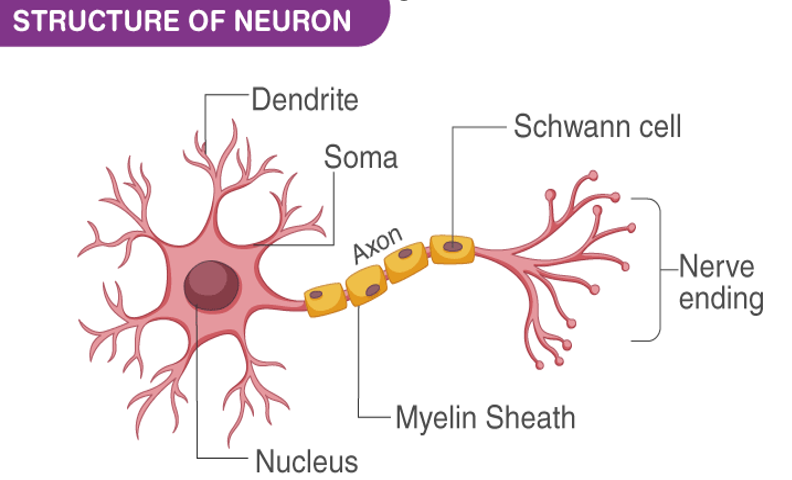 STRUCTURE OF NEURON
Dendrite
Schwann cell
Soma
Axon
Nerve
ending
Myelin Sheath
Nucleus